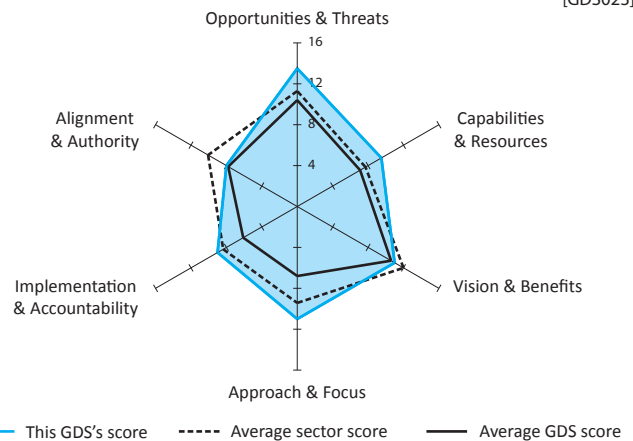 [GDS023]
Opportunities & Threats
16
12
8
4
Alignment
& Authority
Capabilities
& Resources
Implementation
& Accountability
Vision & Benefits
Approach & Focus
This GDS's score
Average sector score
Average GDS score